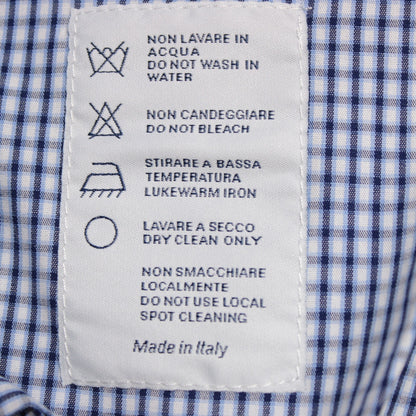 NON LAVARE IN
ACQUA
DO NOT WASH IN
WATER
NON CANDEGGIARE
DO NOT BLEACH
STIRARE A BASSA
TEMPERATURA
LUKEWARM IRON
LAVARE A SECCO
DRY CLEAN ONLY
NON SMACCHIARE
LOCALMENTE
DO NOT USE LOCAL
SPOT CLEANING
Made in Italy